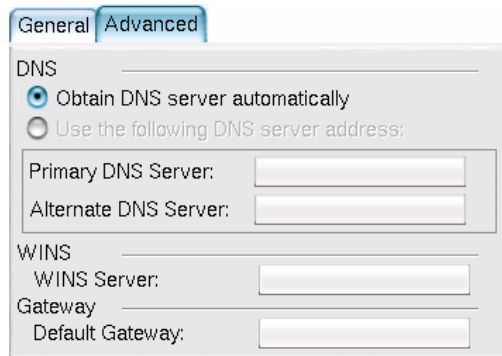 General Advanced
DNS
Obtain DNS server automatically
Use the following DNS server address:
Primary DNS Server:
Alternate DNS Server:
WINS
WINS Server:
Gateway
Default Gateway: